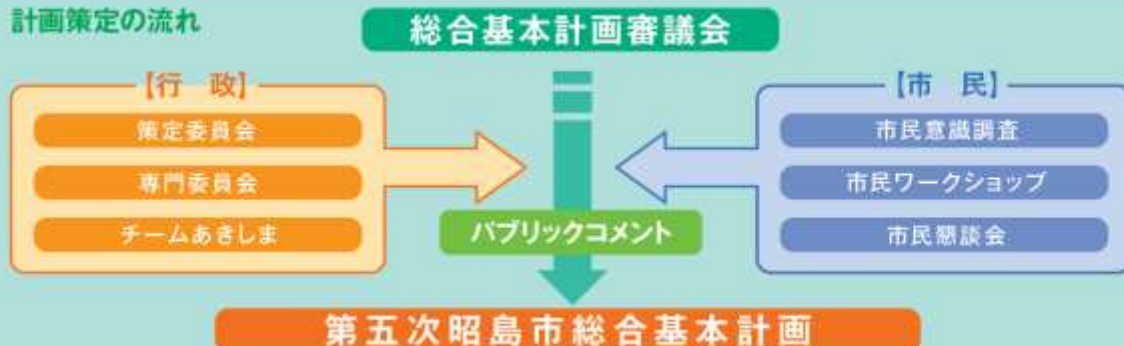 計画策定の流れ
総合基本計画審議会
【行 政】
策定委員会
専門委員会
チームあきしま
【市 民】
市民意識調査
市民ワークショップ
市民懇談会
パブリックコメント
第五次昭島市総合基本計画